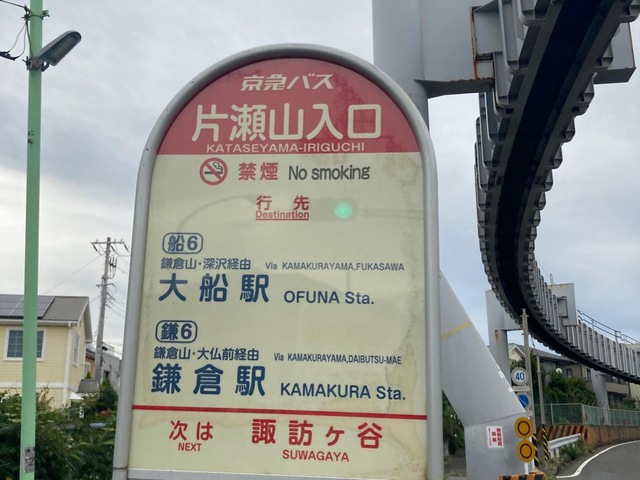 京急バス
片瀬山入口
KATASEYAMA-IRIGUCHI
禁煙 No smoking
行先
Destination
船6
鎌倉山・深沢経由 Via KAMAKURAYAMA,FUKASAWA
大船駅 OFUNA Sta.
鎌6
鎌倉山・大仏前経由 Via KAMAKURAYAMA,DAIBUTSU-MAE
鎌倉駅 KAMAKURA Sta.
次は 諏訪ヶ谷
NEXT SUWAGAYA
40